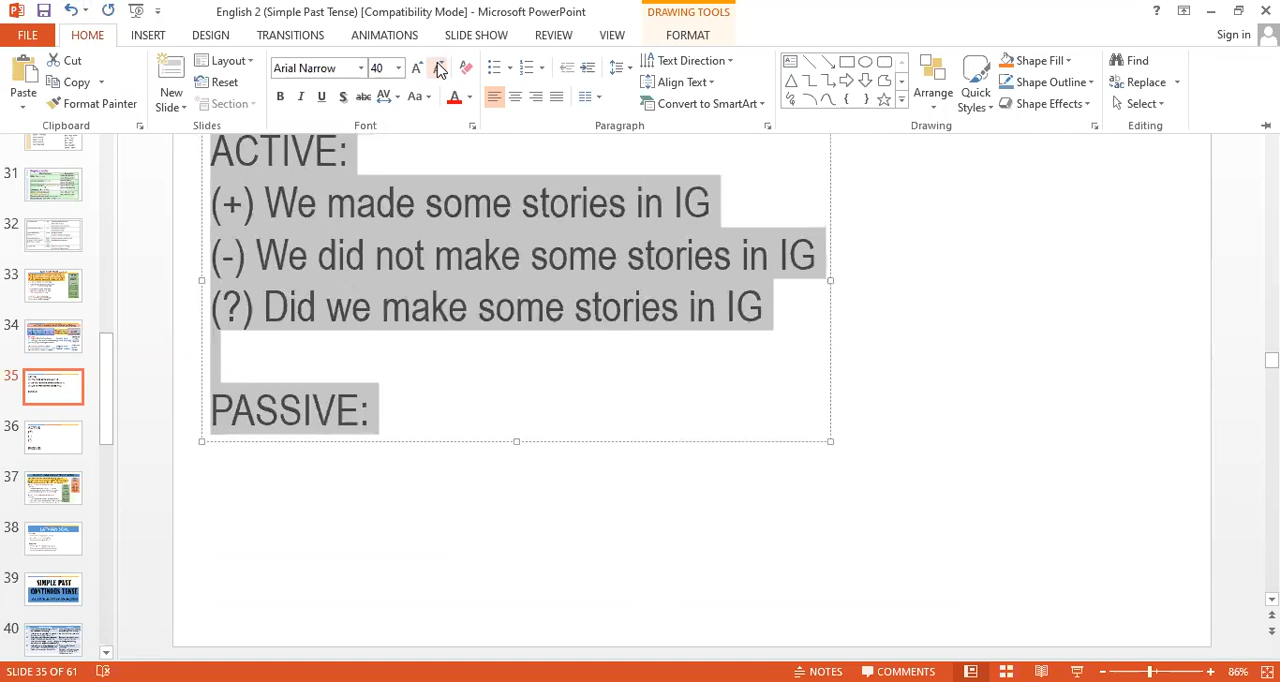 English 2 (Simple Past Tense) [Compatibility Mode] - Microsoft PowerPoint
DRAWING TOOLS
?
FILE
HOME
INSERT
DESIGN
TRANSITIONS
ANIMATIONS
SLIDE SHOW
REVIEW
VIEW
FORMAT
Sign in
Paste
Cut
Copy
Format Painter
Clipboard
New
Slide
Layout
Reset
Section
Slides
Arial Narrow
40
B I U S abc AV Aa A
Font
Text Direction
Align Text
Convert to SmartArt
Paragraph
Arrange
Quick
Styles
Shape Fill
Shape Outline
Shape Effects
Drawing
Find
Replace
Select
Editing
31
32
33
34
35
36
37
38
39
SIMPLE PAST
CONTINOUS TENSE
40
ACTIVE:
(+) We made some stories in IG
(-) We did not make some stories in IG
(?) Did we make some stories in IG
PASSIVE:
SLIDE 35 OF 61
NOTES
COMMENTS
86%